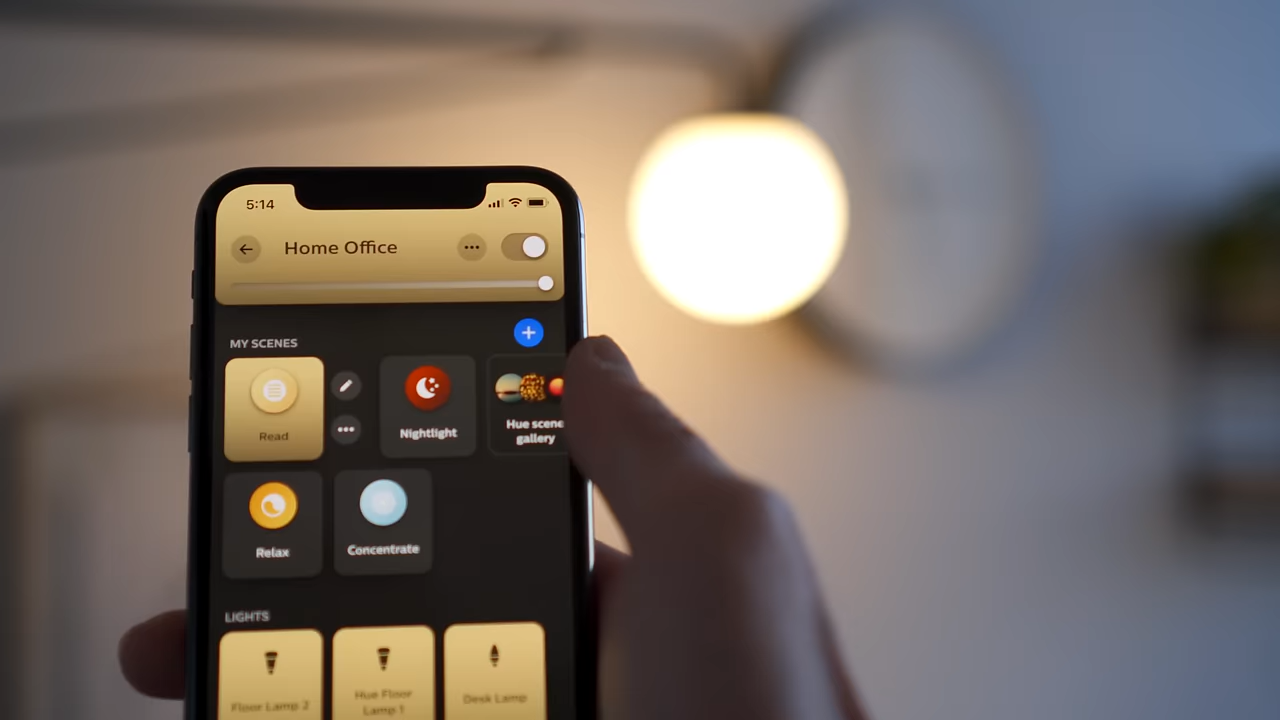 5:14
Home Office
MY SCENES
Read
Nightlight
Hue scene
gallery
Relax
Concentrate
LIGHTS
Floor Lamp 2
Hue Floor
Lamp 1
Desk Lamp